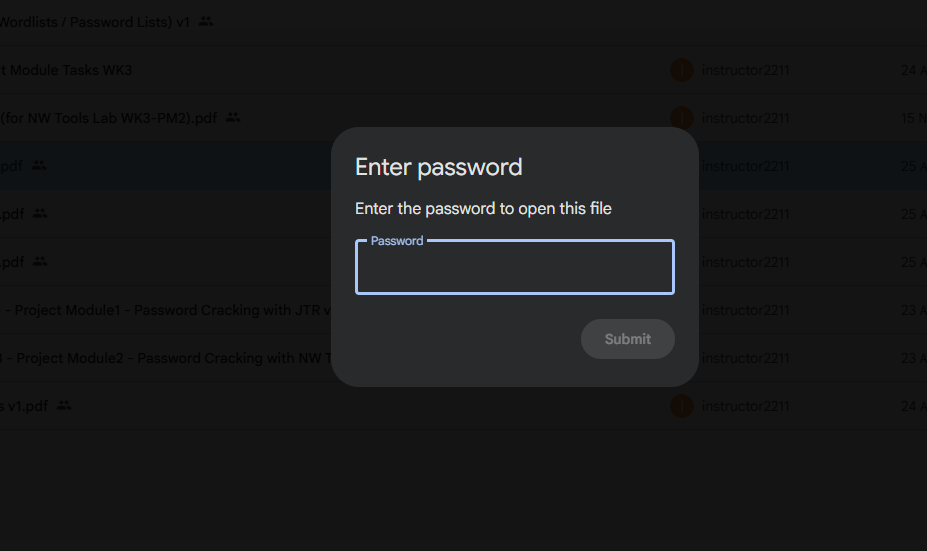 Wordlists / Password Lists) v1
t Module Tasks WK3
instructor2211
24 A
(for NW Tools Lab WK3-PM2).pdf
15 N
Enter password
.pdf
instructor2211
25 A
Enter the password to open this file
.pdf
instructor2211
25 A
Password
.pdf
instructor2211
25 A
- Project Module1 - Password Cracking with JTR v
instructor2211
23 A
Submit
- Project Module2 - Password Cracking with NW T
instructor2211
23 A
s v1.pdf
instructor2211
24 A